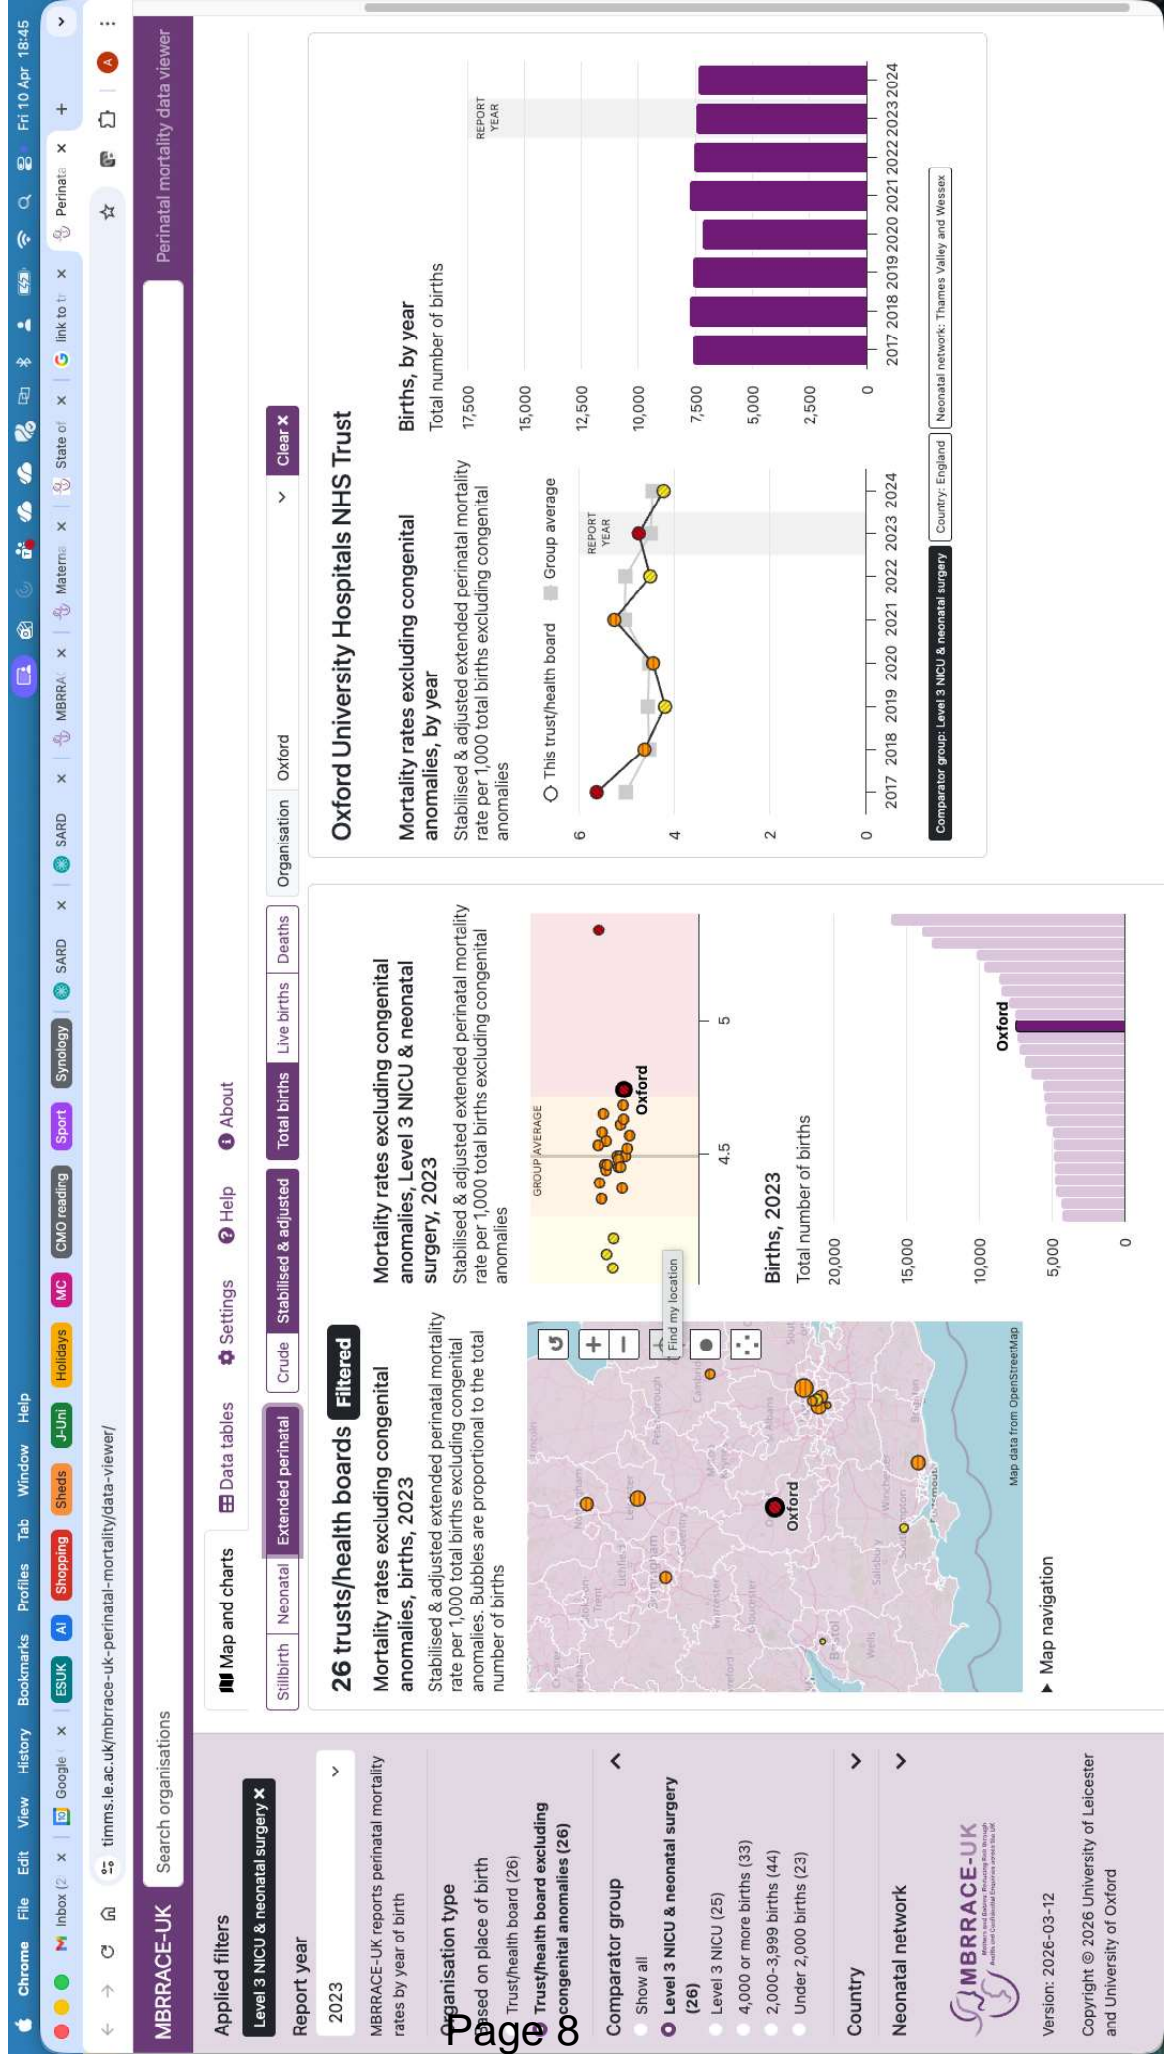 Chrome File Edit View History Bookmarks Profiles Tab Window Help
Fri 10 Apr 18:45
Inbox (2
Google
ESUK
AI
Shopping
Sheds
J-Uni
Holidays
MC
CMO reading
Sport
Synology
SARD
SARD
MBRRA
Materna
State of
link to tr
Perinata
timms.le.ac.uk/mbrrace-uk-perinatal-mortality/data-viewer/
A
MBRRACE-UK
Search organisations
Perinatal mortality data viewer
Applied filters
Level 3 NICU & neonatal surgery ×
Report year
2023
MBRRACE-UK reports perinatal mortality
rates by year of birth
Organisation type
Based on place of birth
Trust/health board (26)
Trust/health board excluding
congenital anomalies (26)
Comparator group
Show all
Level 3 NICU & neonatal surgery
(26)
Level 3 NICU (25)
4,000 or more births (33)
2,000-3,999 births (44)
Under 2,000 births (23)
Country
Neonatal network
MBRRACE-UK
Version: 2026-03-12
Copyright © 2026 University of Leicester
and University of Oxford
Map and charts
Data tables
Settings
Help
About
Stillbirth
Neonatal
Extended perinatal
Crude
Stabilised & adjusted
Total births
Live births
Deaths
Organisation
Oxford
Clear ×
26 trusts/health boards Filtered
Mortality rates excluding congenital
anomalies, births, 2023
Stabilised & adjusted extended perinatal mortality
rate per 1,000 total births excluding congenital
anomalies. Bubbles are proportional to the total
number of births
Oxford
Find my location
Map data from OpenStreetMap
Map navigation
Mortality rates excluding congenital
anomalies, Level 3 NICU & neonatal
surgery, 2023
Stabilised & adjusted extended perinatal mortality
rate per 1,000 total births excluding congenital
anomalies
GROUP AVERAGE
Oxford
4.5
5
Births, 2023
Total number of births
20,000
15,000
10,000
5,000
0
Oxford
Oxford University Hospitals NHS Trust
Mortality rates excluding congenital
anomalies, by year
Stabilised & adjusted extended perinatal mortality
rate per 1,000 total births excluding congenital
anomalies
This trust/health board
Group average
REPORT
YEAR
6
4
2
0
2017 2018 2019 2020 2021 2022 2023 2024
Births, by year
Total number of births
REPORT
YEAR
17,500
15,000
12,500
10,000
7,500
5,000
2,500
0
2017 2018 2019 2020 2021 2022 2023 2024
Comparator group: Level 3 NICU & neonatal surgery
Country: England
Neonatal network: Thames Valley and Wessex
Page 8